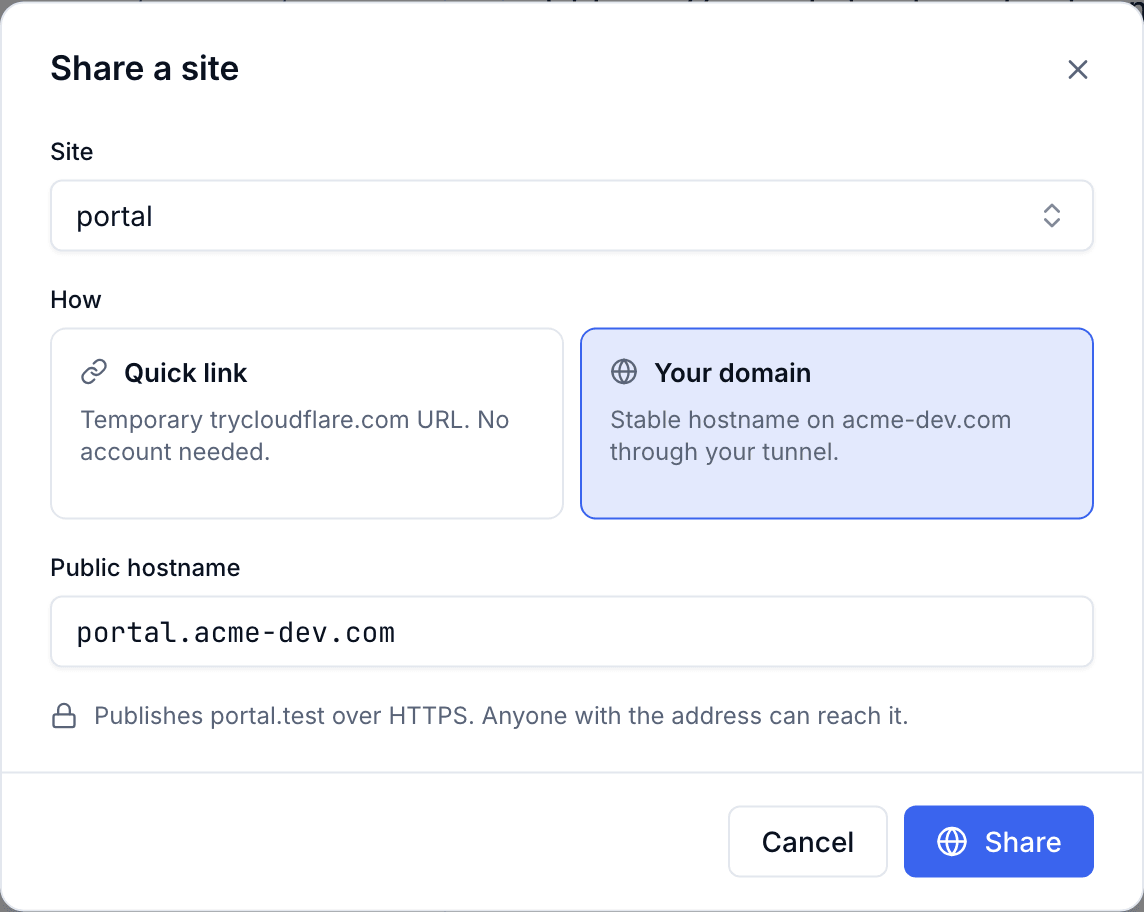 Share a site
Site
portal
How
Quick link
Temporary trycloudflare.com URL. No
account needed.
Your domain
Stable hostname on acme-dev.com
through your tunnel.
Public hostname
portal.acme-dev.com
Publishes portal.test over HTTPS. Anyone with the address can reach it.
Cancel
Share